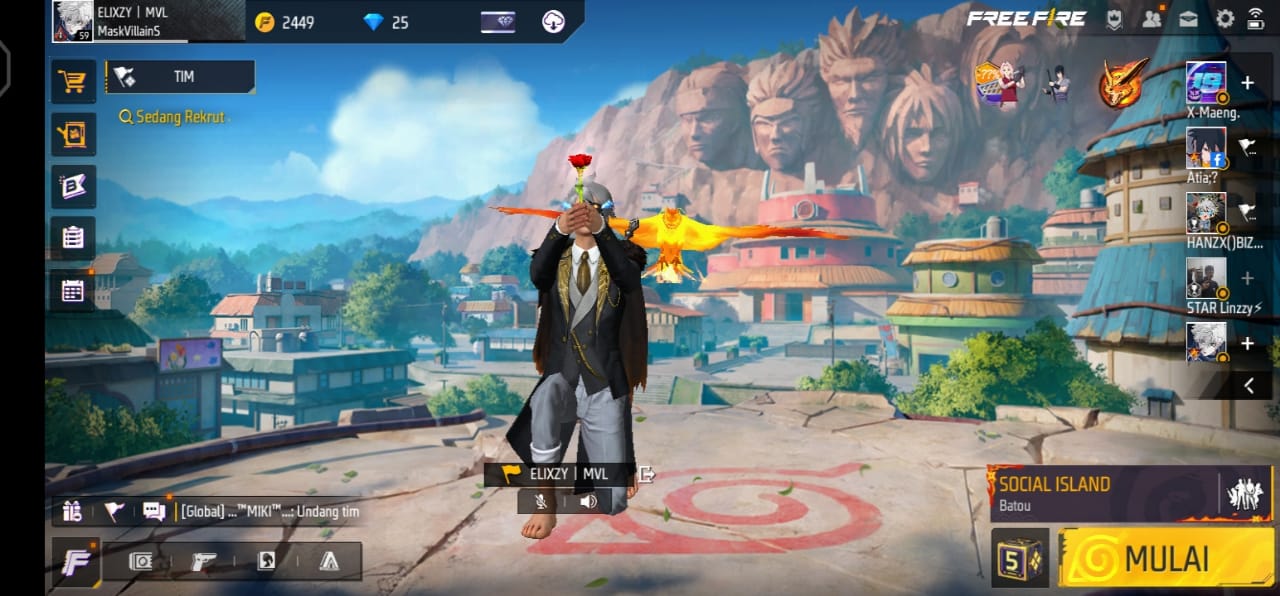 ELIXZY | MVL
MaskVillainS
59
2449
25
FREE FIRE
TIM
Sedang Rekrut
X-Maeng.
Atia;?
HANZX()BIZ...
STAR Linzzy⚡
ELIXZY | MVL
[Global] ...™MIKI™...: Undang tim
SOCIAL ISLAND
Batou
5
MULAI